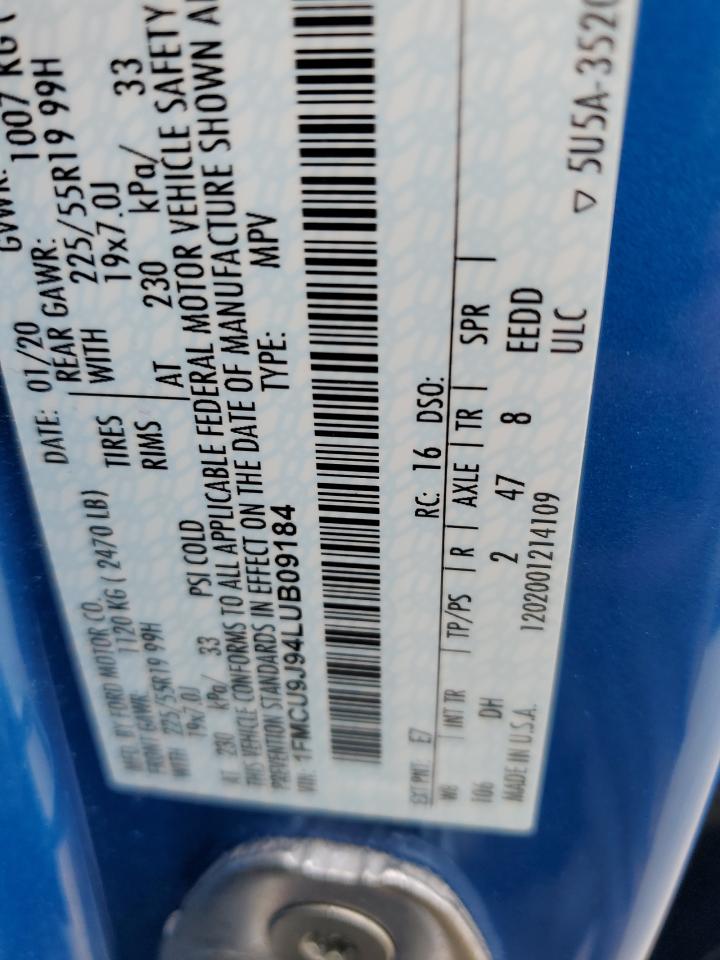 MFD. BY FORD MOTOR CO.
DATE: 01/20
GVWR:
FRONT GAWR: 1120 KG ( 2470 LB)
REAR GAWR: 1007 KG (
WITH 225/55R19 99H TIRES
WITH 225/55R19 99H
19x7.0J RIMS
19x7.0J
AT 230 kPa/ 33 PSI COLD
AT 230 kPa/ 33
THIS VEHICLE CONFORMS TO ALL APPLICABLE FEDERAL MOTOR VEHICLE SAFETY
PREVENTION STANDARDS IN EFFECT ON THE DATE OF MANUFACTURE SHOWN
VIN: 1FMCU9J94LUB09184
TYPE: MPV
EXT PNT: E7 RC: 16 DSO:
WB INT TR TP/PS R AXLE TR SPR
106 DH 2 47 8 EEDD
MADE IN U.S.A. 1202001214109 ULC
▽ 5U5A-3520